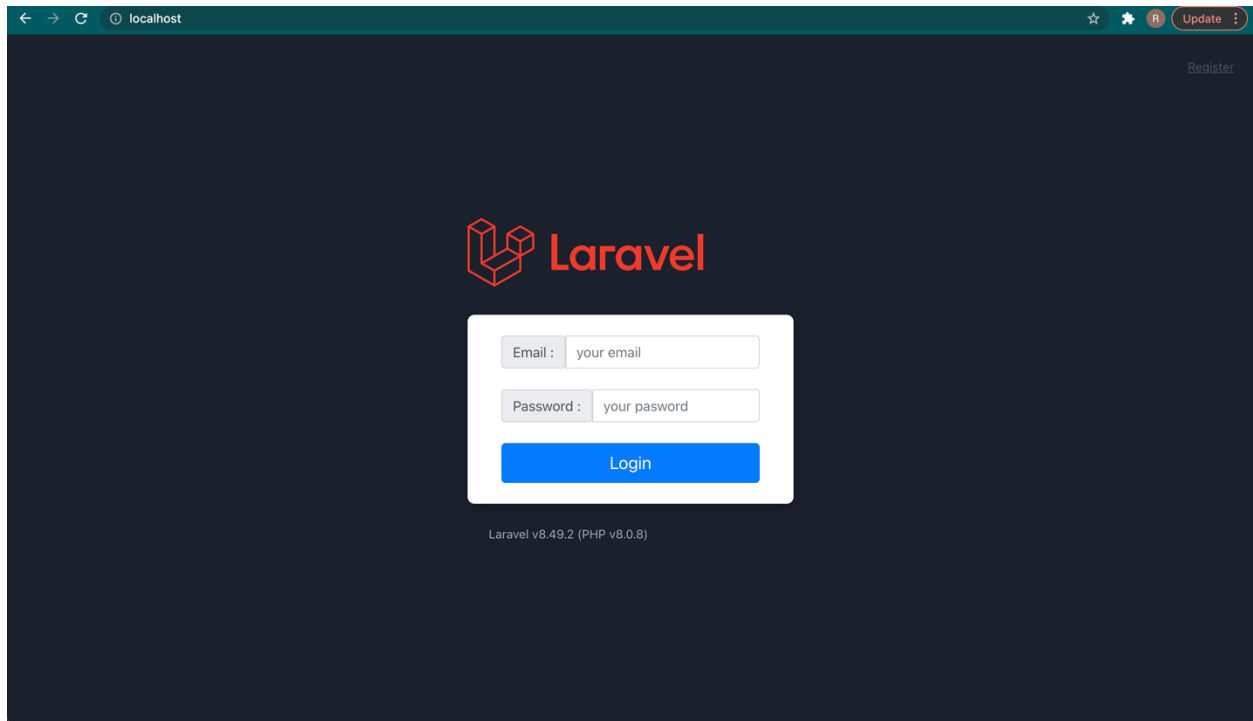 localhost
R
Update
Register
Laravel
Email :
your email
Password :
your pasword
Login
Laravel v8.49.2 (PHP v8.0.8)